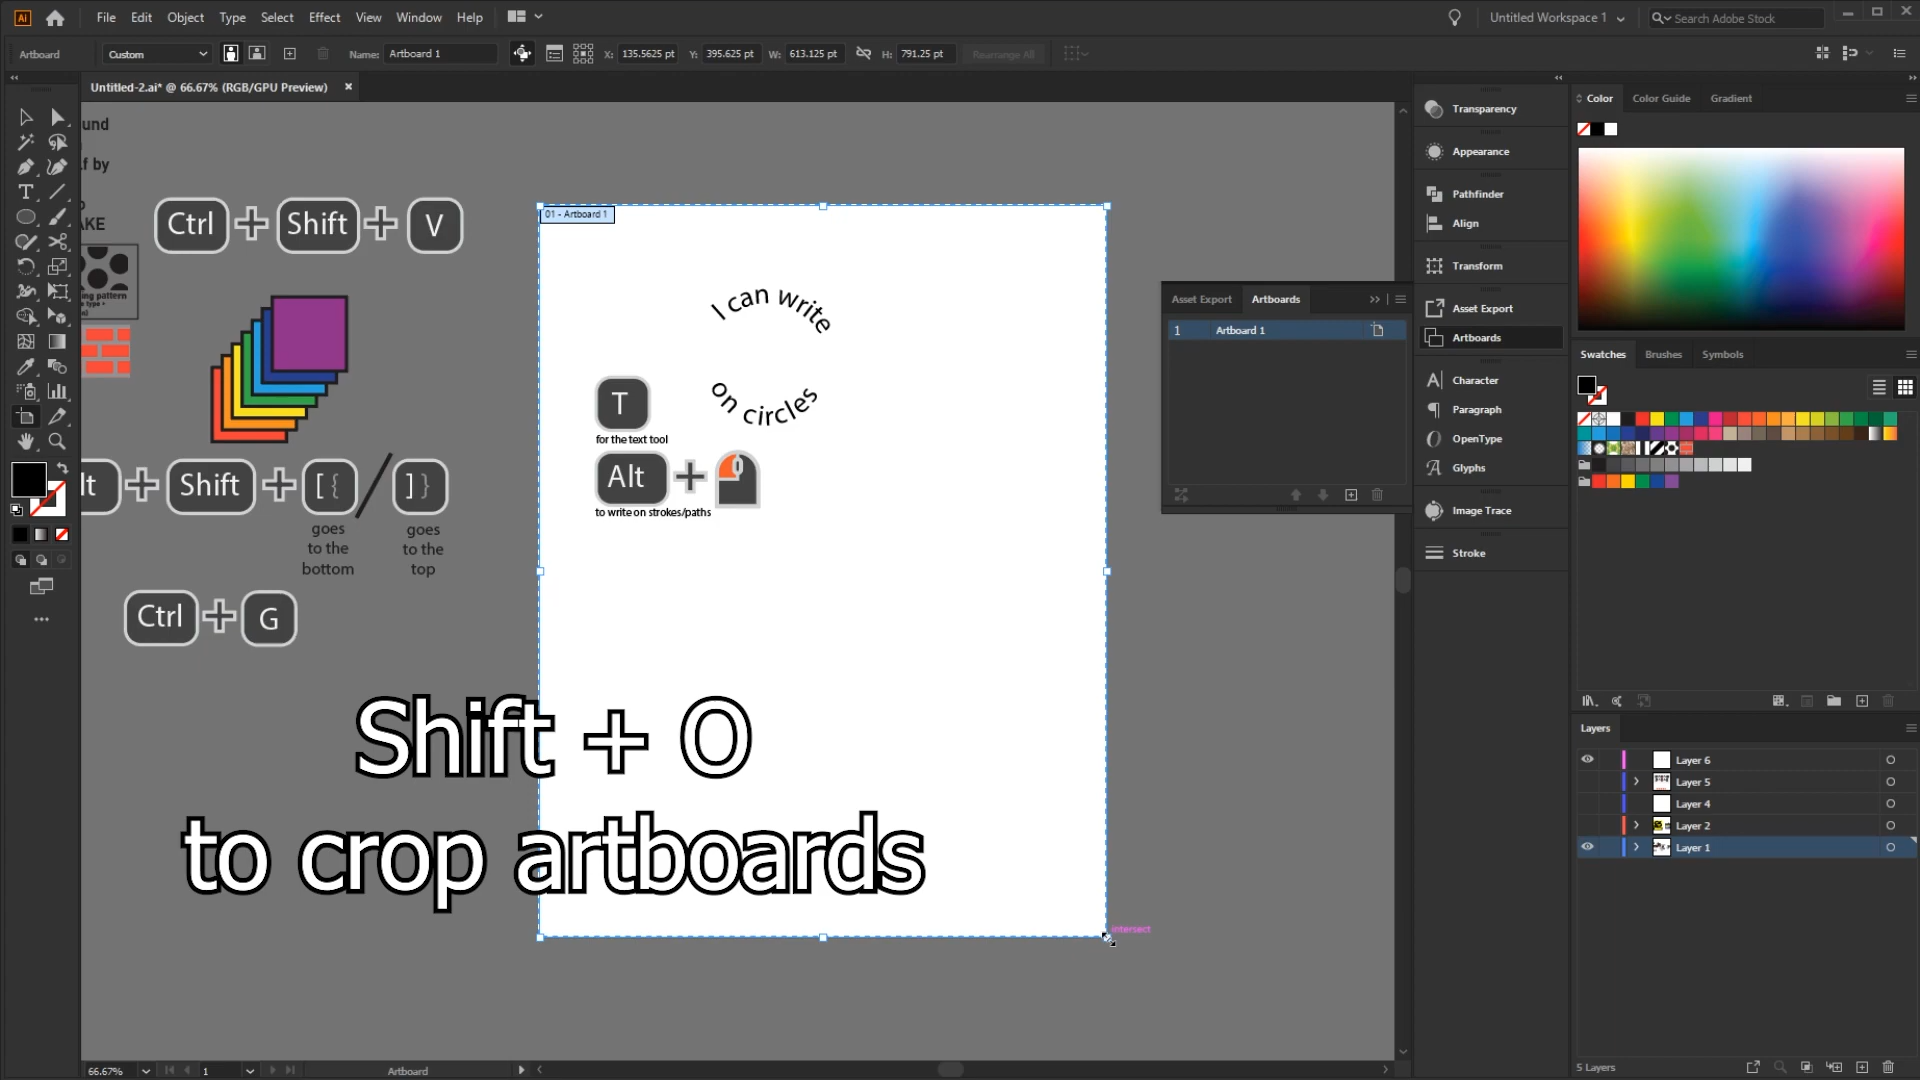 File Edit Object Type Select Effect View Window Help
Untitled Workspace 1
Search Adobe Stock
Artboard
Custom
Name: Artboard 1
X: 135.5625 pt Y: 395.625 pt W: 613.125 pt H: 791.25 pt
Rearrange All
Untitled-2.ai* @ 66.67% (RGB/GPU Preview)
und
lf by
AKE
Ctrl + Shift + V
ng pattern
lt + Shift + [ { / ] }
goes
to the
bottom
goes
to the
top
Ctrl + G
01 - Artboard 1
I can write
on circles
T
for the text tool
Alt +
to write on strokes/paths
Shift + O
to crop artboards
intersect
Asset Export Artboards
1 Artboard 1
Transparency
Appearance
Pathfinder
Align
Transform
Asset Export
Artboards
Character
Paragraph
OpenType
Glyphs
Image Trace
Stroke
Color Color Guide Gradient
Swatches Brushes Symbols
Layers
Layer 6
Layer 5
Layer 4
Layer 2
Layer 1
5 Layers
66.67% 1 Artboard